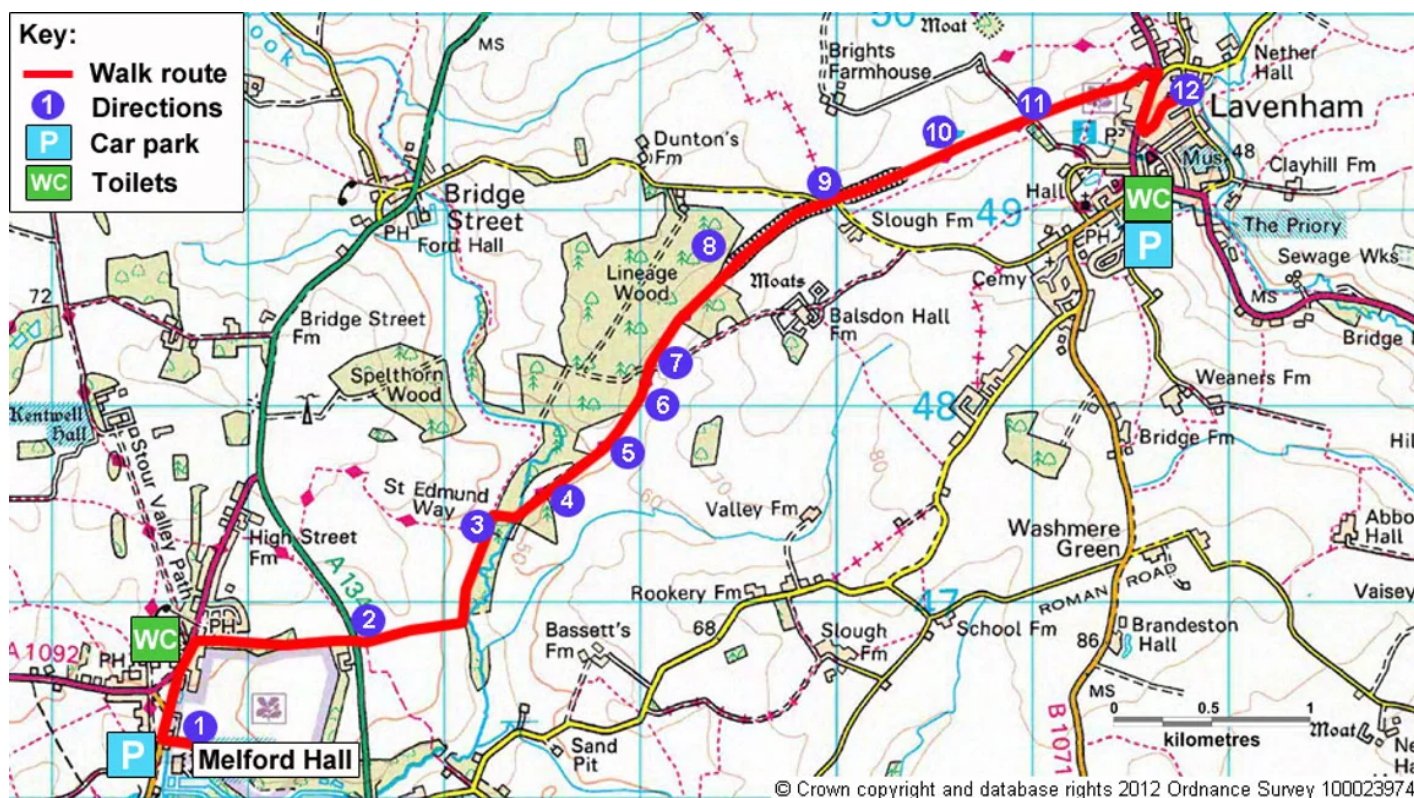 Key:
Walk route
1 Directions
P Car park
WC Toilets
MS
Moat
Brights
Farmhouse
Nether
Hall
12
Lavenham
11
10
P
Mus
48
Clayhill Fm
Dunton's
Fm
9
Hall
49
WC
Bridge
Street
PH
Ford Hall
Slough Fm
The Priory
PH
P
8
Lineage
Wood
Moats
Cemy
Sewage Wks
MS
72
Bridge Street
Fm
Balsdon Hall
Fm
Bridge
7
Spelthorn
Wood
Weaners Fm
6
48
Kentwell
Hall
Bridge Fm
5
Stour Valley Path
St Edmund
Way
80
60
4
50
3
Valley Fm
High Street
Fm
Washmere
Green
Abbo
Hall
A 134
Rookery Fm
47
ROMAN ROAD
Vaisey
2
PH
WC
Bassett's
Fm
68
Slough
Fm
School Fm
86
Brandeston
Hall
A 1092
PH
MS
B 1071
0 0.5 1
kilometres
Moat
1
P
Melford Hall
Sand
Pit
© Crown copyright and database rights 2012 Ordnance Survey 100023974